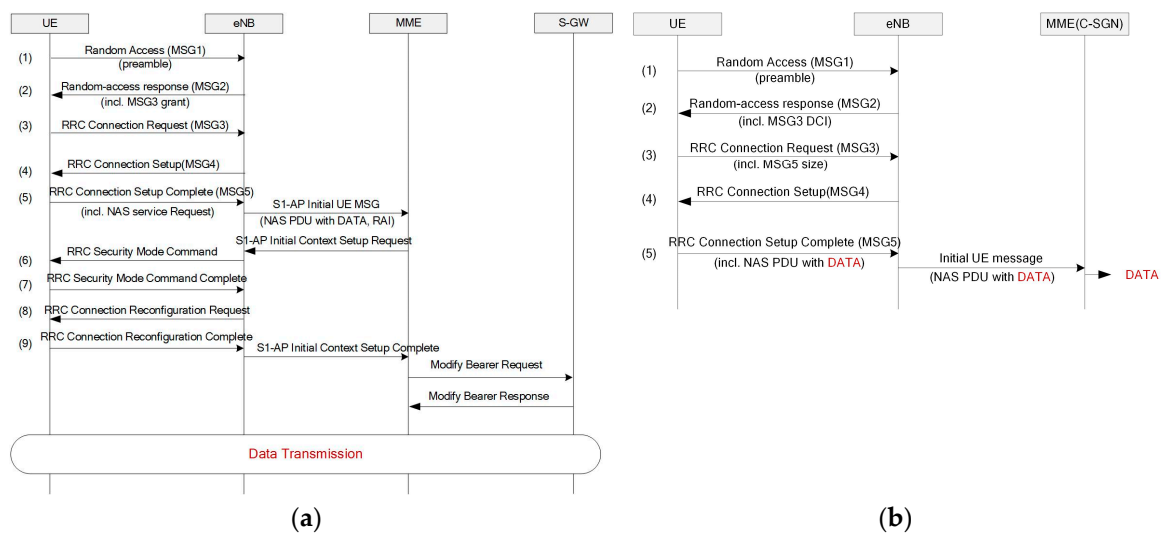 UE
eNB
MME
S-GW
(1)
Random Access (MSG1)
(preamble)
(2)
Random-access response (MSG2)
(incl. MSG3 grant)
(3)
RRC Connection Request (MSG3)
(4)
RRC Connection Setup(MSG4)
(5)
RRC Connection Setup Complete (MSG5)
(incl. NAS service Request)
S1-AP Initial UE MSG
(NAS PDU with DATA, RAI)
S1-AP Initial Context Setup Request
(6)
RRC Security Mode Command
(7)
RRC Security Mode Command Complete
(8)
RRC Connection Reconfiguration Request
(9)
RRC Connection Reconfiguration Complete
S1-AP Initial Context Setup Complete
Modify Bearer Request
Modify Bearer Response
Data Transmission
(a)
UE
eNB
MME(C-SGN)
(1)
Random Access (MSG1)
(preamble)
(2)
Random-access response (MSG2)
(incl. MSG3 DCI)
(3)
RRC Connection Request (MSG3)
(incl. MSG5 size)
(4)
RRC Connection Setup(MSG4)
(5)
RRC Connection Setup Complete (MSG5)
(incl. NAS PDU with DATA)
Initial UE message
(NAS PDU with DATA)
DATA
(b)